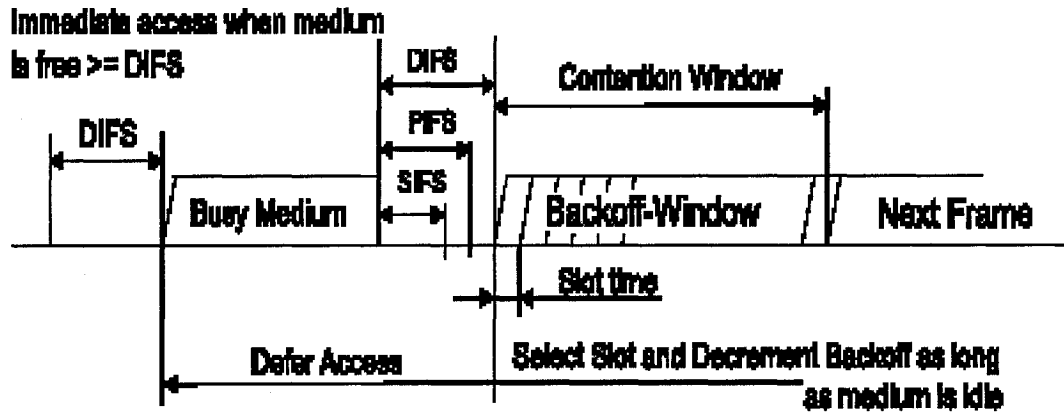 Immediate access when medium
is free >= DIFS
DIFS
DIFS
PIFS
SIFS
Contention Window
Busy Medium
Backoff-Window
Next Frame
Slot time
Defer Access
Select Slot and Decrement Backoff as long
as medium is idle